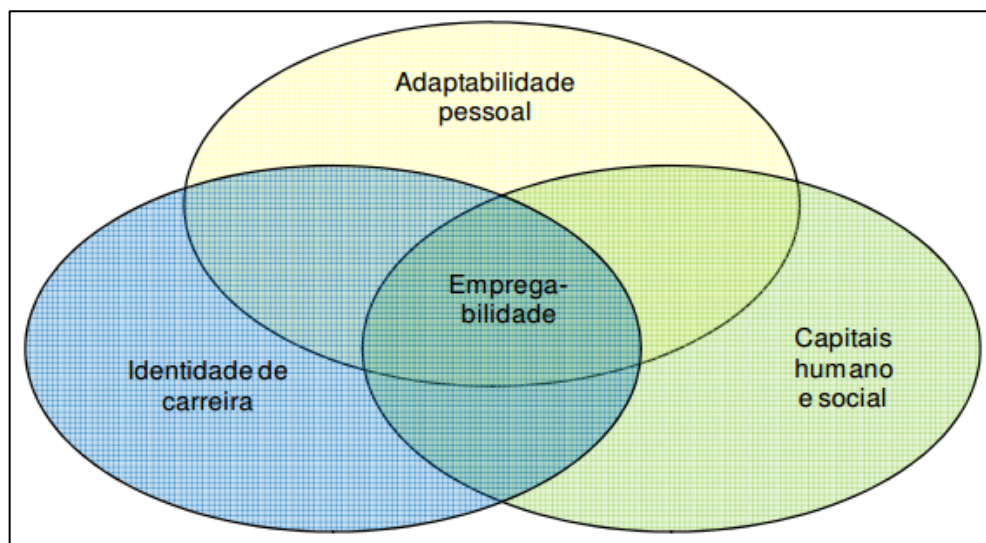 Adaptabilidade
pessoal
Emprega-
bilidade
Identidade de
carreira
Capitais
humano
e social